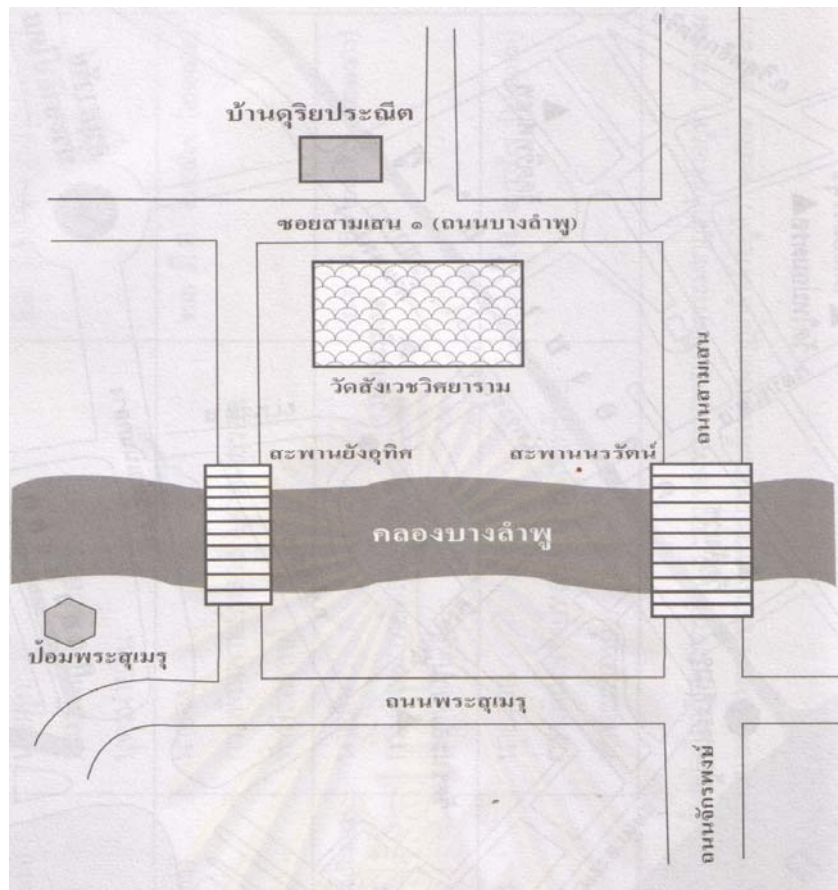 บ้านดุริยประณีต
ซอยสามเสน ๑ (ถนนบางลำพู)
วัดสังเวชวิศยาราม
ถนนสามเสน
สะพานยังอุทิศ
สะพานนรรัตน์
คลองบางลำพู
ป้อมพระสุเมรุ
ถนนพระสุเมรุ
ถนนจักรพงษ์